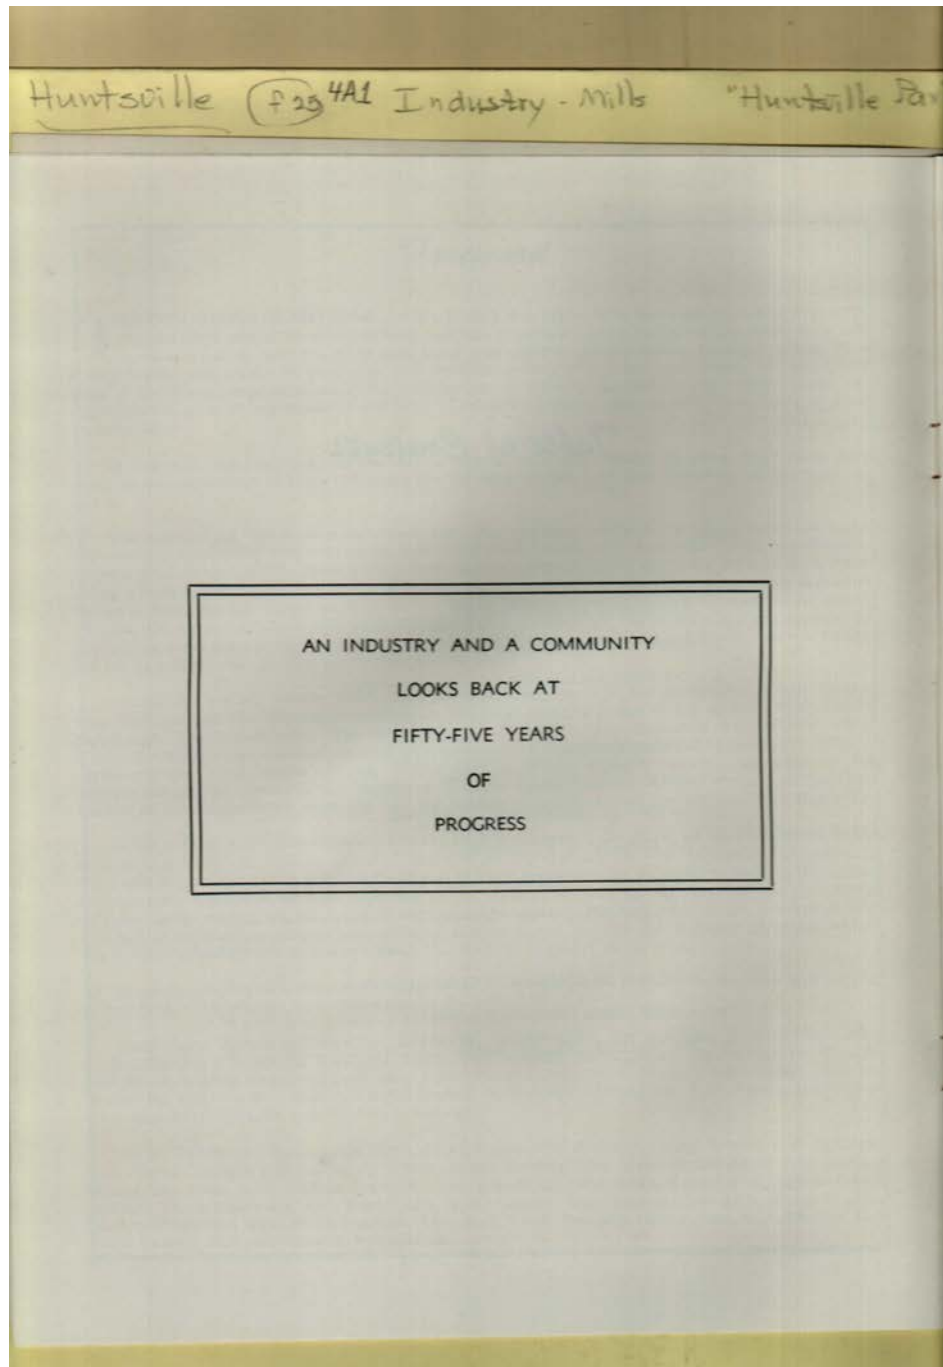 Huntsville f29 4A1 Industry - Mills "Huntsville
AN INDUSTRY AND A COMMUNITY
LOOKS BACK AT
FIFTY-FIVE YEARS
OF
PROGRESS